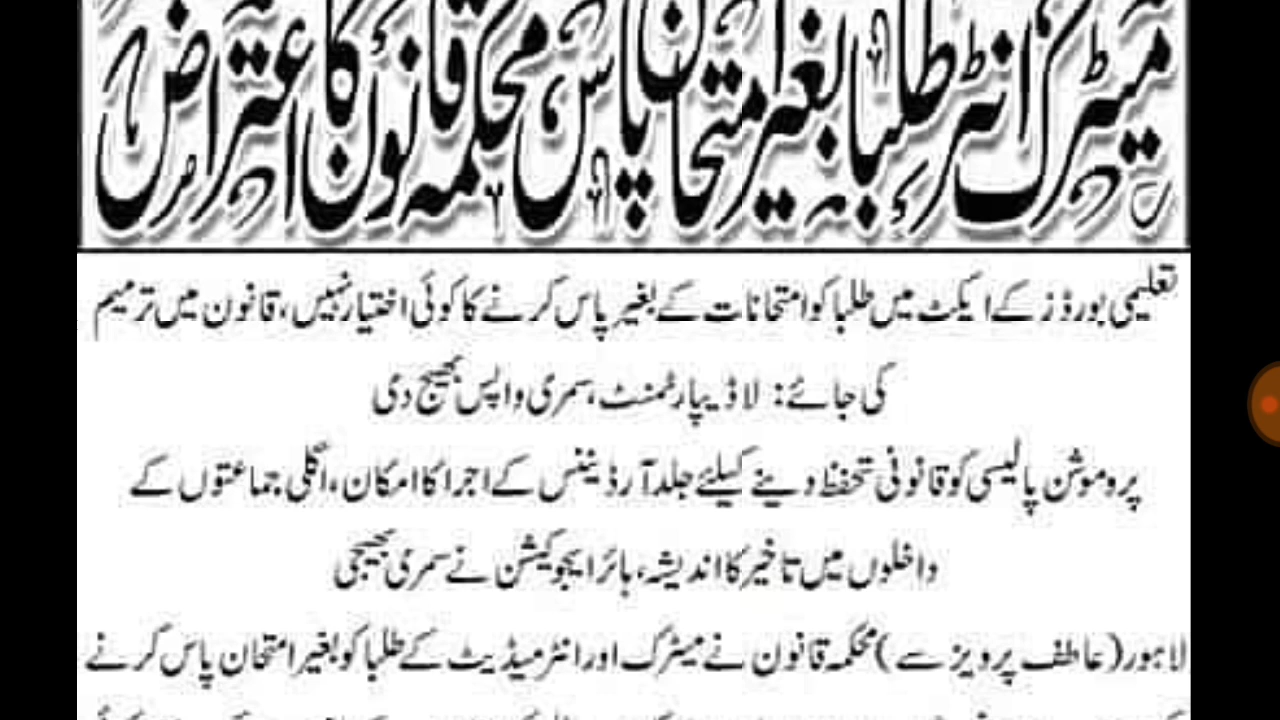 میٹرک انٹر طلبا بغیر امتحان پاس محکمہ قانون کا اعتراض
تعلیمی بورڈز کے ایکٹ میں طلبا کو امتحانات کے بغیر پاس کرنے کا کوئی اختیار نہیں، قانون میں ترمیم
کی جائے: لا ڈیپارٹمنٹ، سمری واپس بھیج دی
پروموشن پالیسی کو قانونی تحفظ دینے کیلئے جلد آرڈیننس کے اجرا کا امکان، اگلی جماعتوں کے
داخلوں میں تاخیر کا اندیشہ، ہائر ایجوکیشن نے سمری بھیجی
لاہور (عاطف پرویز سے) محکمہ قانون نے میٹرک اور انٹرمیڈیٹ کے طلبا کو بغیر امتحان پاس کرنے